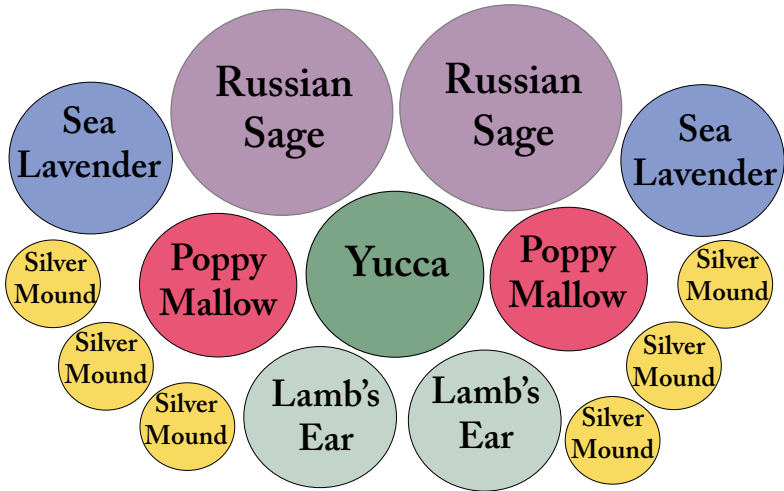 Russian
Sage
Russian
Sage
Sea
Lavender
Sea
Lavender
Poppy
Mallow
Yucca
Poppy
Mallow
Silver
Mound
Silver
Mound
Silver
Mound
Silver
Mound
Silver
Mound
Silver
Mound
Lamb's
Ear
Lamb's
Ear